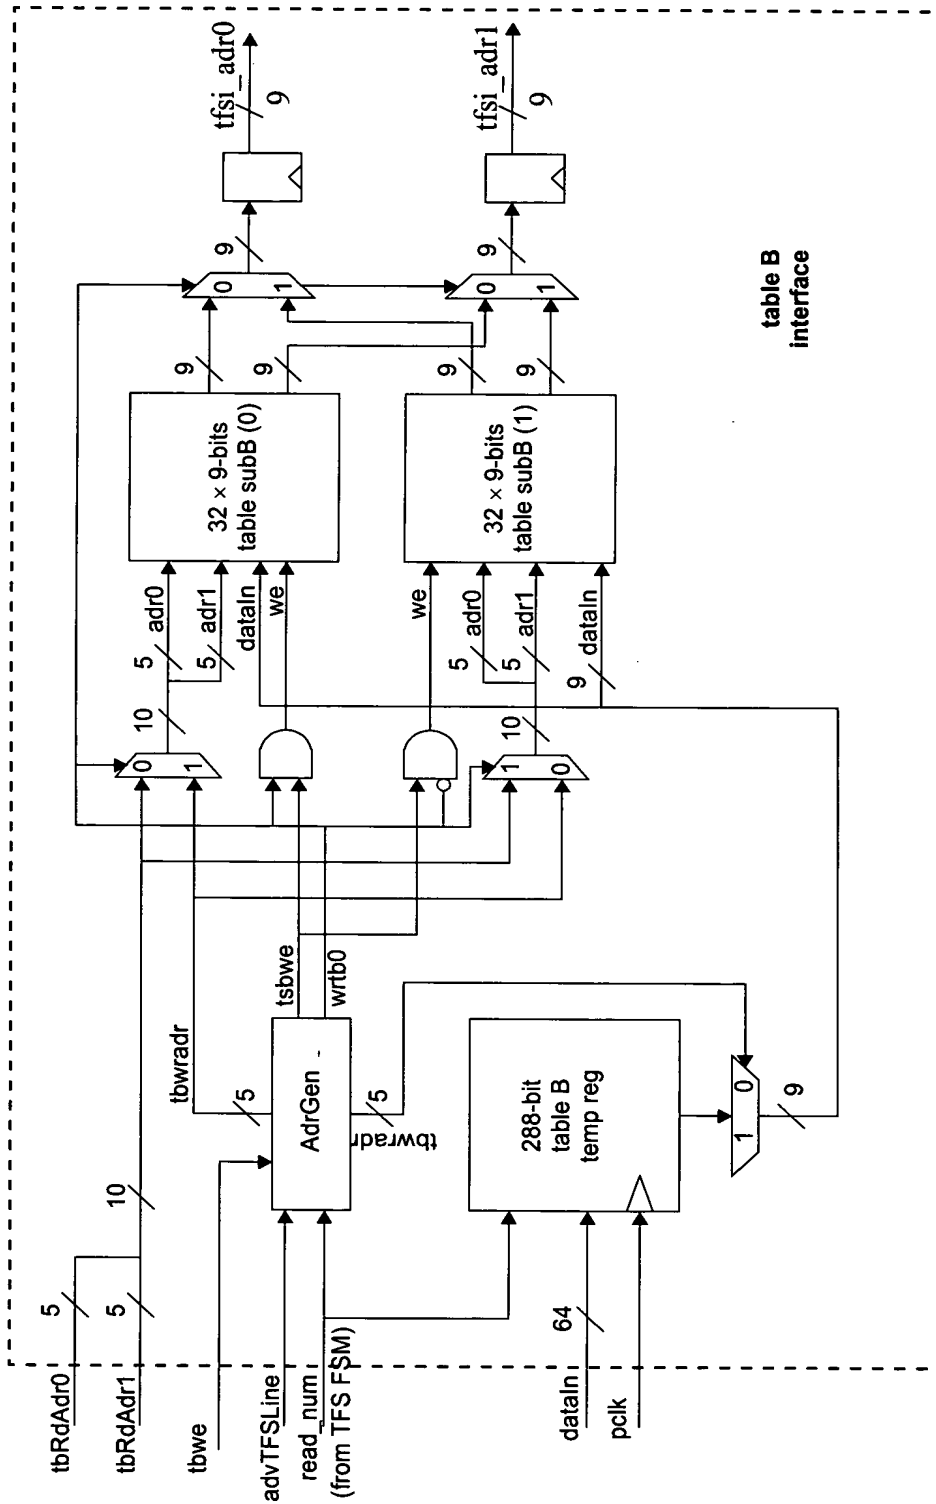 tbRdAdr0
tbRdAdr1
tbwe
advTFSLine
read_num
(from TFS FSM)
dataIn
pclk
5
5
10
64
tbwradr
5
AdrGen
5
tbwradr
tsbwe
wrtb0
288-bit
table B
temp reg
1
0
9
0
1
10
5
adr0
5
adr1
dataIn
we
32 × 9-bits
table subB (0)
9
9
1
0
10
we
5
adr0
5
adr1
9
dataIn
32 × 9-bits
table subB (1)
9
9
0
1
9
tfsi_adr0
9
0
1
9
tfsi_adr1
9
table B
interface